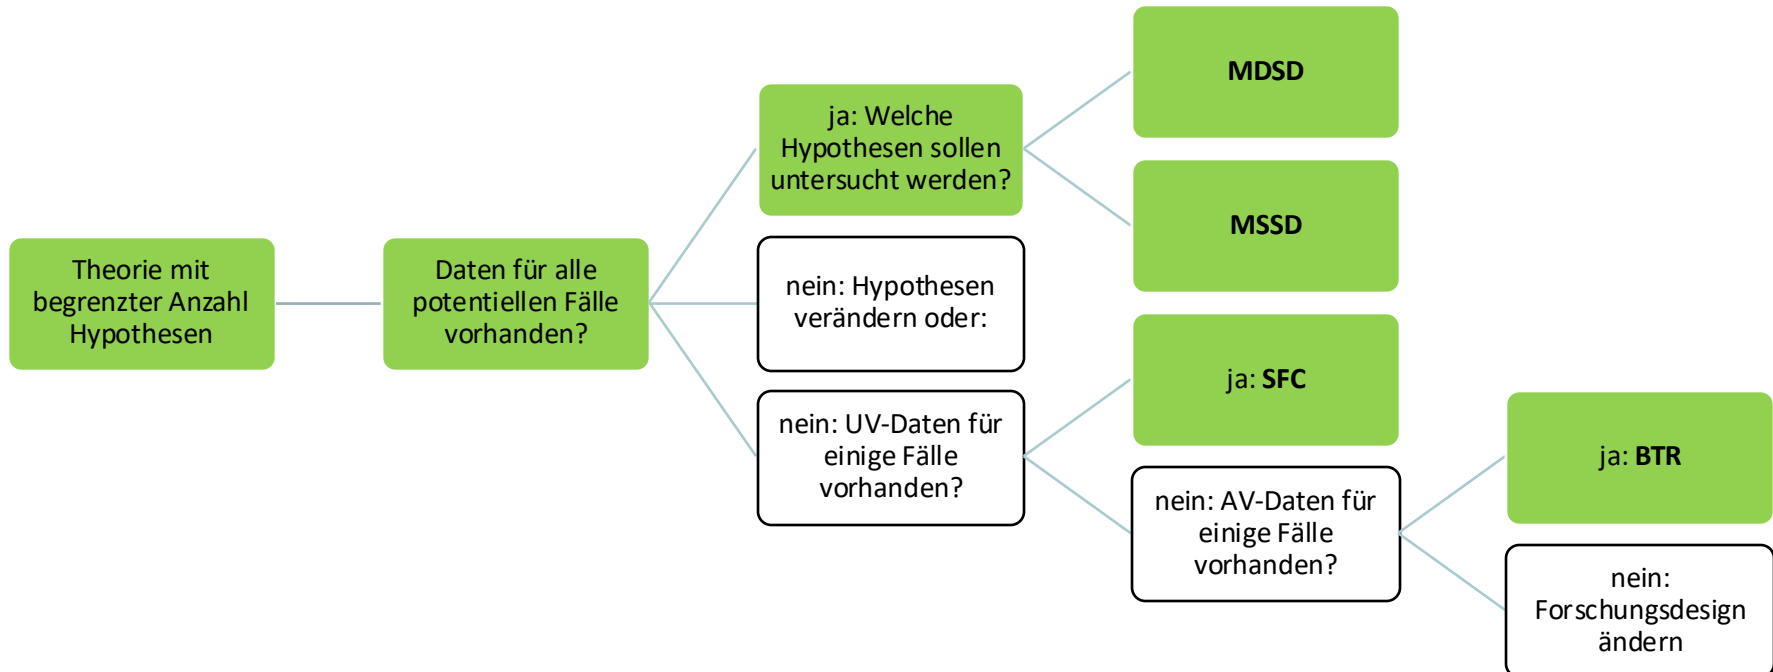 Theorie mit
begrenzter Anzahl
Hypothesen
Daten für alle
potentiellen Fälle
vorhanden?
ja: Welche
Hypothesen sollen
untersucht werden?
MDSD
MSSD
nein: Hypothesen
verändern oder:
nein: UV-Daten für
einige Fälle
vorhanden?
ja: SFC
nein: AV-Daten für
einige Fälle
vorhanden?
ja: BTR
nein:
Forschungsdesign
ändern